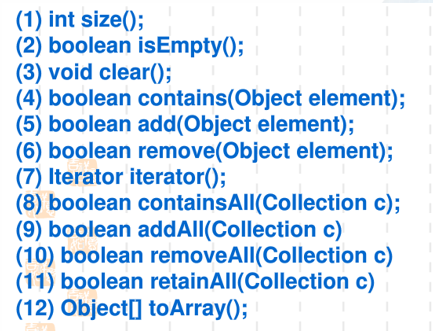 (1) int size();
(2) boolean isEmpty();
(3) void clear();
(4) boolean contains(Object element);
(5) boolean add(Object element);
(6) boolean remove(Object element);
(7) Iterator iterator();
(8) boolean containsAll(Collection c);
(9) boolean addAll(Collection c)
(10) boolean removeAll(Collection c)
(11) boolean retainAll(Collection c)
(12) Object[] toArray();